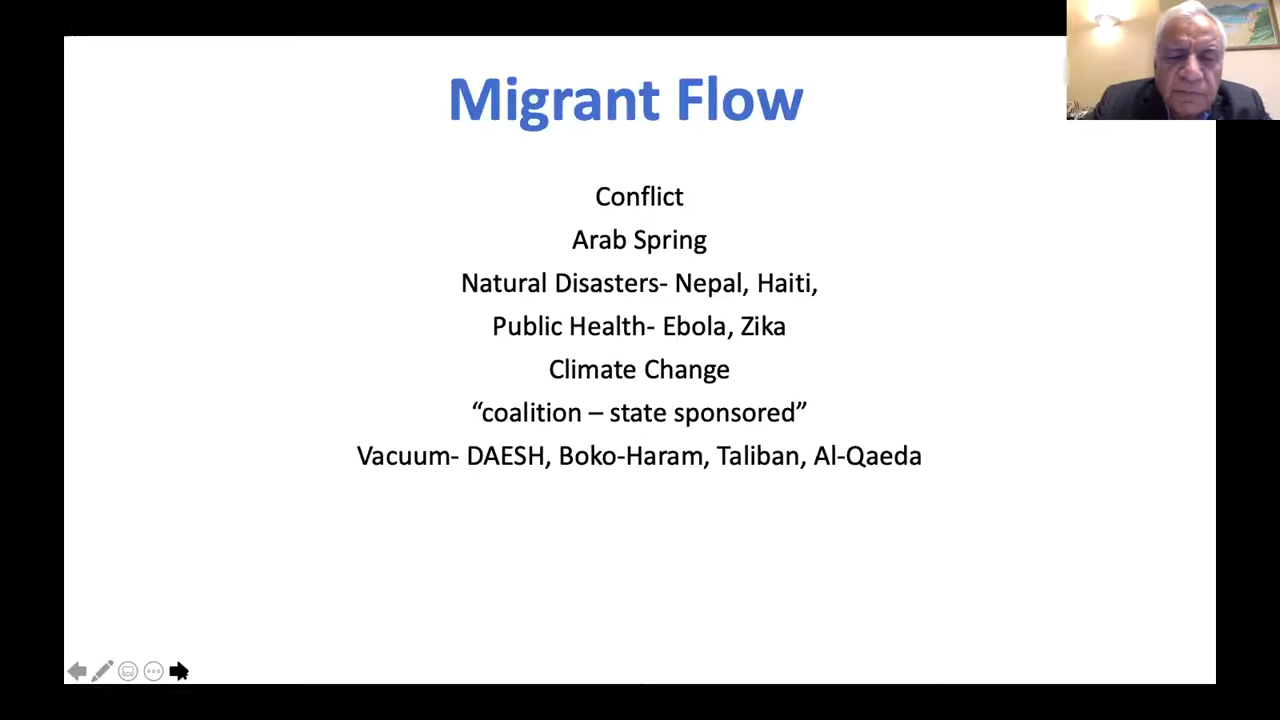 Migrant Flow
Conflict
Arab Spring
Natural Disasters- Nepal, Haiti,
Public Health- Ebola, Zika
Climate Change
“coalition – state sponsored”
Vacuum- DAESH, Boko-Haram, Taliban, Al-Qaeda